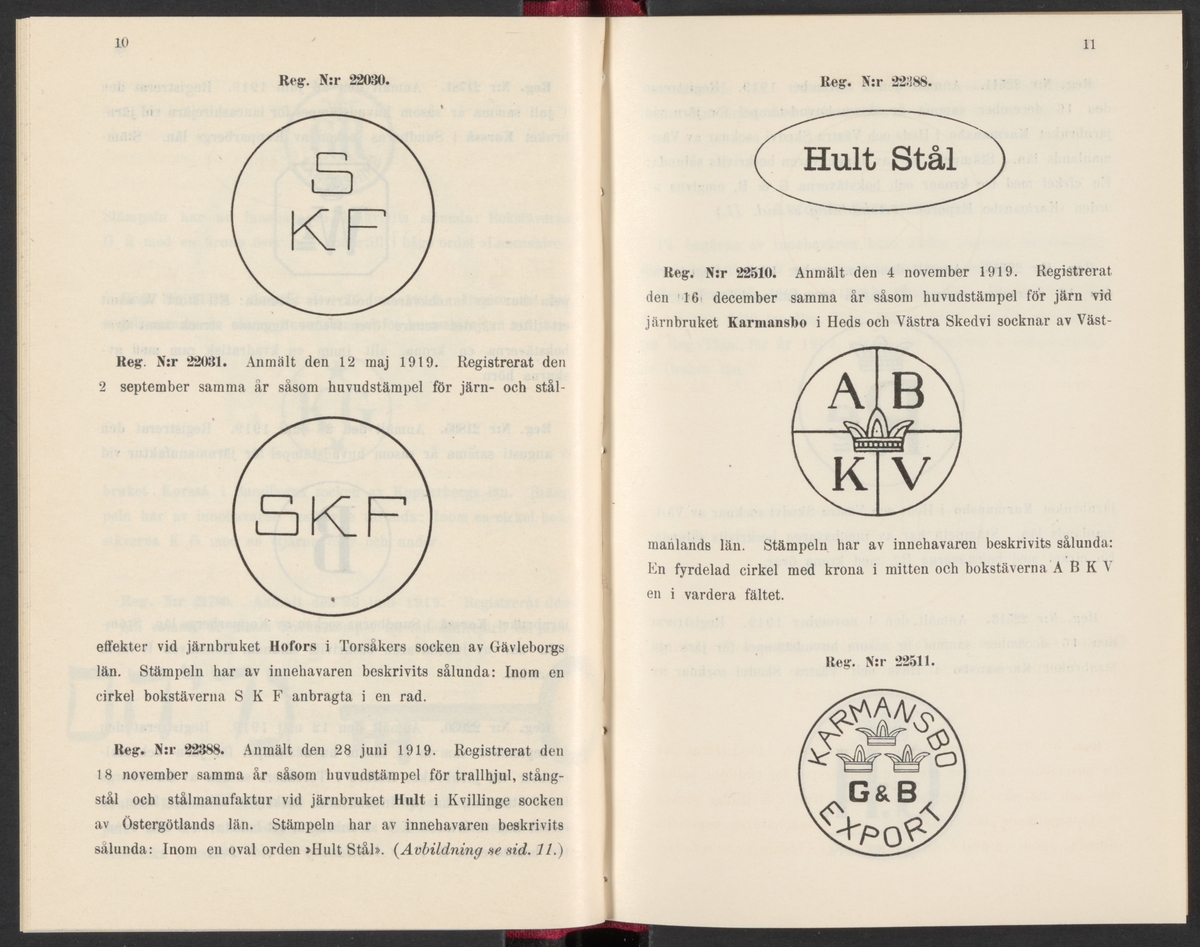 10
Reg. N:r 22030.
S
KF
Reg. N:r 22031. Anmält den 12 maj 1919. Registrerat den
2 september samma år såsom huvudstämpel för järn- och stål-
SKF
effekter vid järnbruket Hofors i Torsåkers socken av Gävleborgs
län. Stämpeln har av innehavaren beskrivits sålunda: Inom en
cirkel bokstäverna S K F anbragta i en rad.
Reg. N:r 22388. Anmält den 28 juni 1919. Registrerat den
18 november samma år såsom huvudstämpel för trallhjul, stång-
stål och stålmanufaktur vid järnbruket Hult i Kvillinge socken
av Östergötlands län. Stämpeln har av innehavaren beskrivits
sålunda: Inom en oval orden »Hult Stål». (Avbildning se sid. 11.)
11
Reg. N:r 22388.
Hult Stål
Reg. N:r 22510. Anmält den 4 november 1919. Registrerat
den 16 december samma år såsom huvudstämpel för järn vid
järnbruket Karmansbo i Heds och Västra Skedvi socknar av Väst-
A B
K V
manlands län. Stämpeln har av innehavaren beskrivits sålunda:
En fyrdelad cirkel med krona i mitten och bokstäverna A B K V
en i vardera fältet.
Reg. N:r 22511.
KARMANSBO
G & B
EXPORT